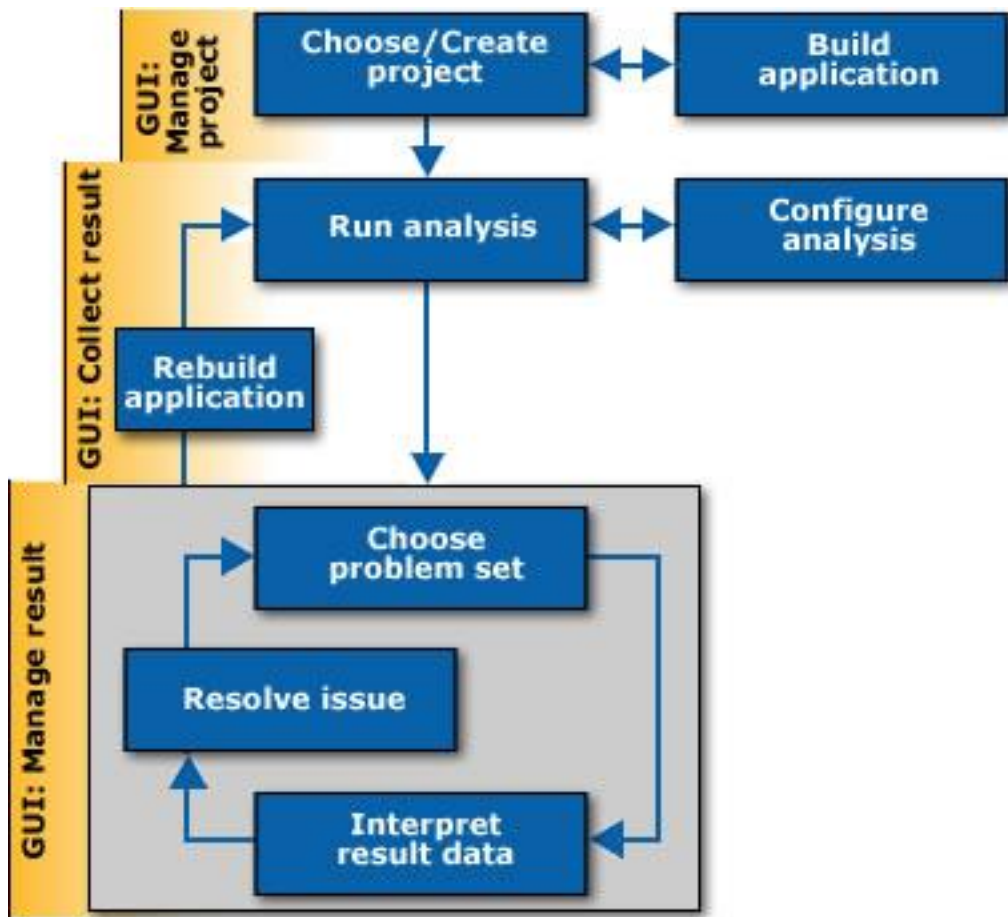 GUI:
Manage
project
Choose/Create
project
Build
application
GUI: Collect result
Run analysis
Configure
analysis
Rebuild
application
GUI: Manage result
Choose
problem set
Resolve issue
Interpret
result data